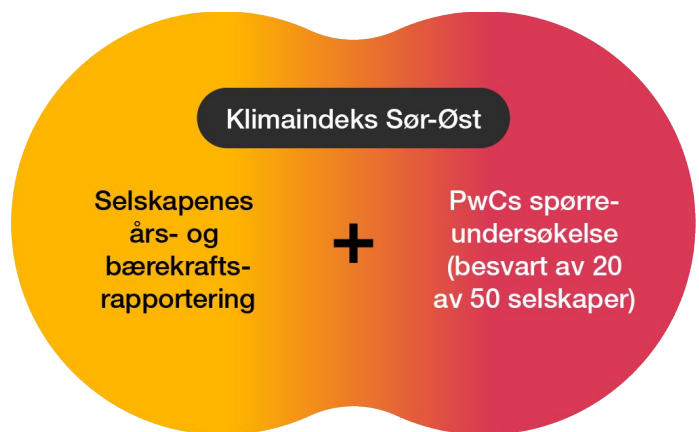 Klimaindeks Sør-Øst
Selskapenes
års- og
bærekrafts-
rapportering
+
PwCs spørre-
undersøkelse
(besvart av 20
av 50 selskaper)